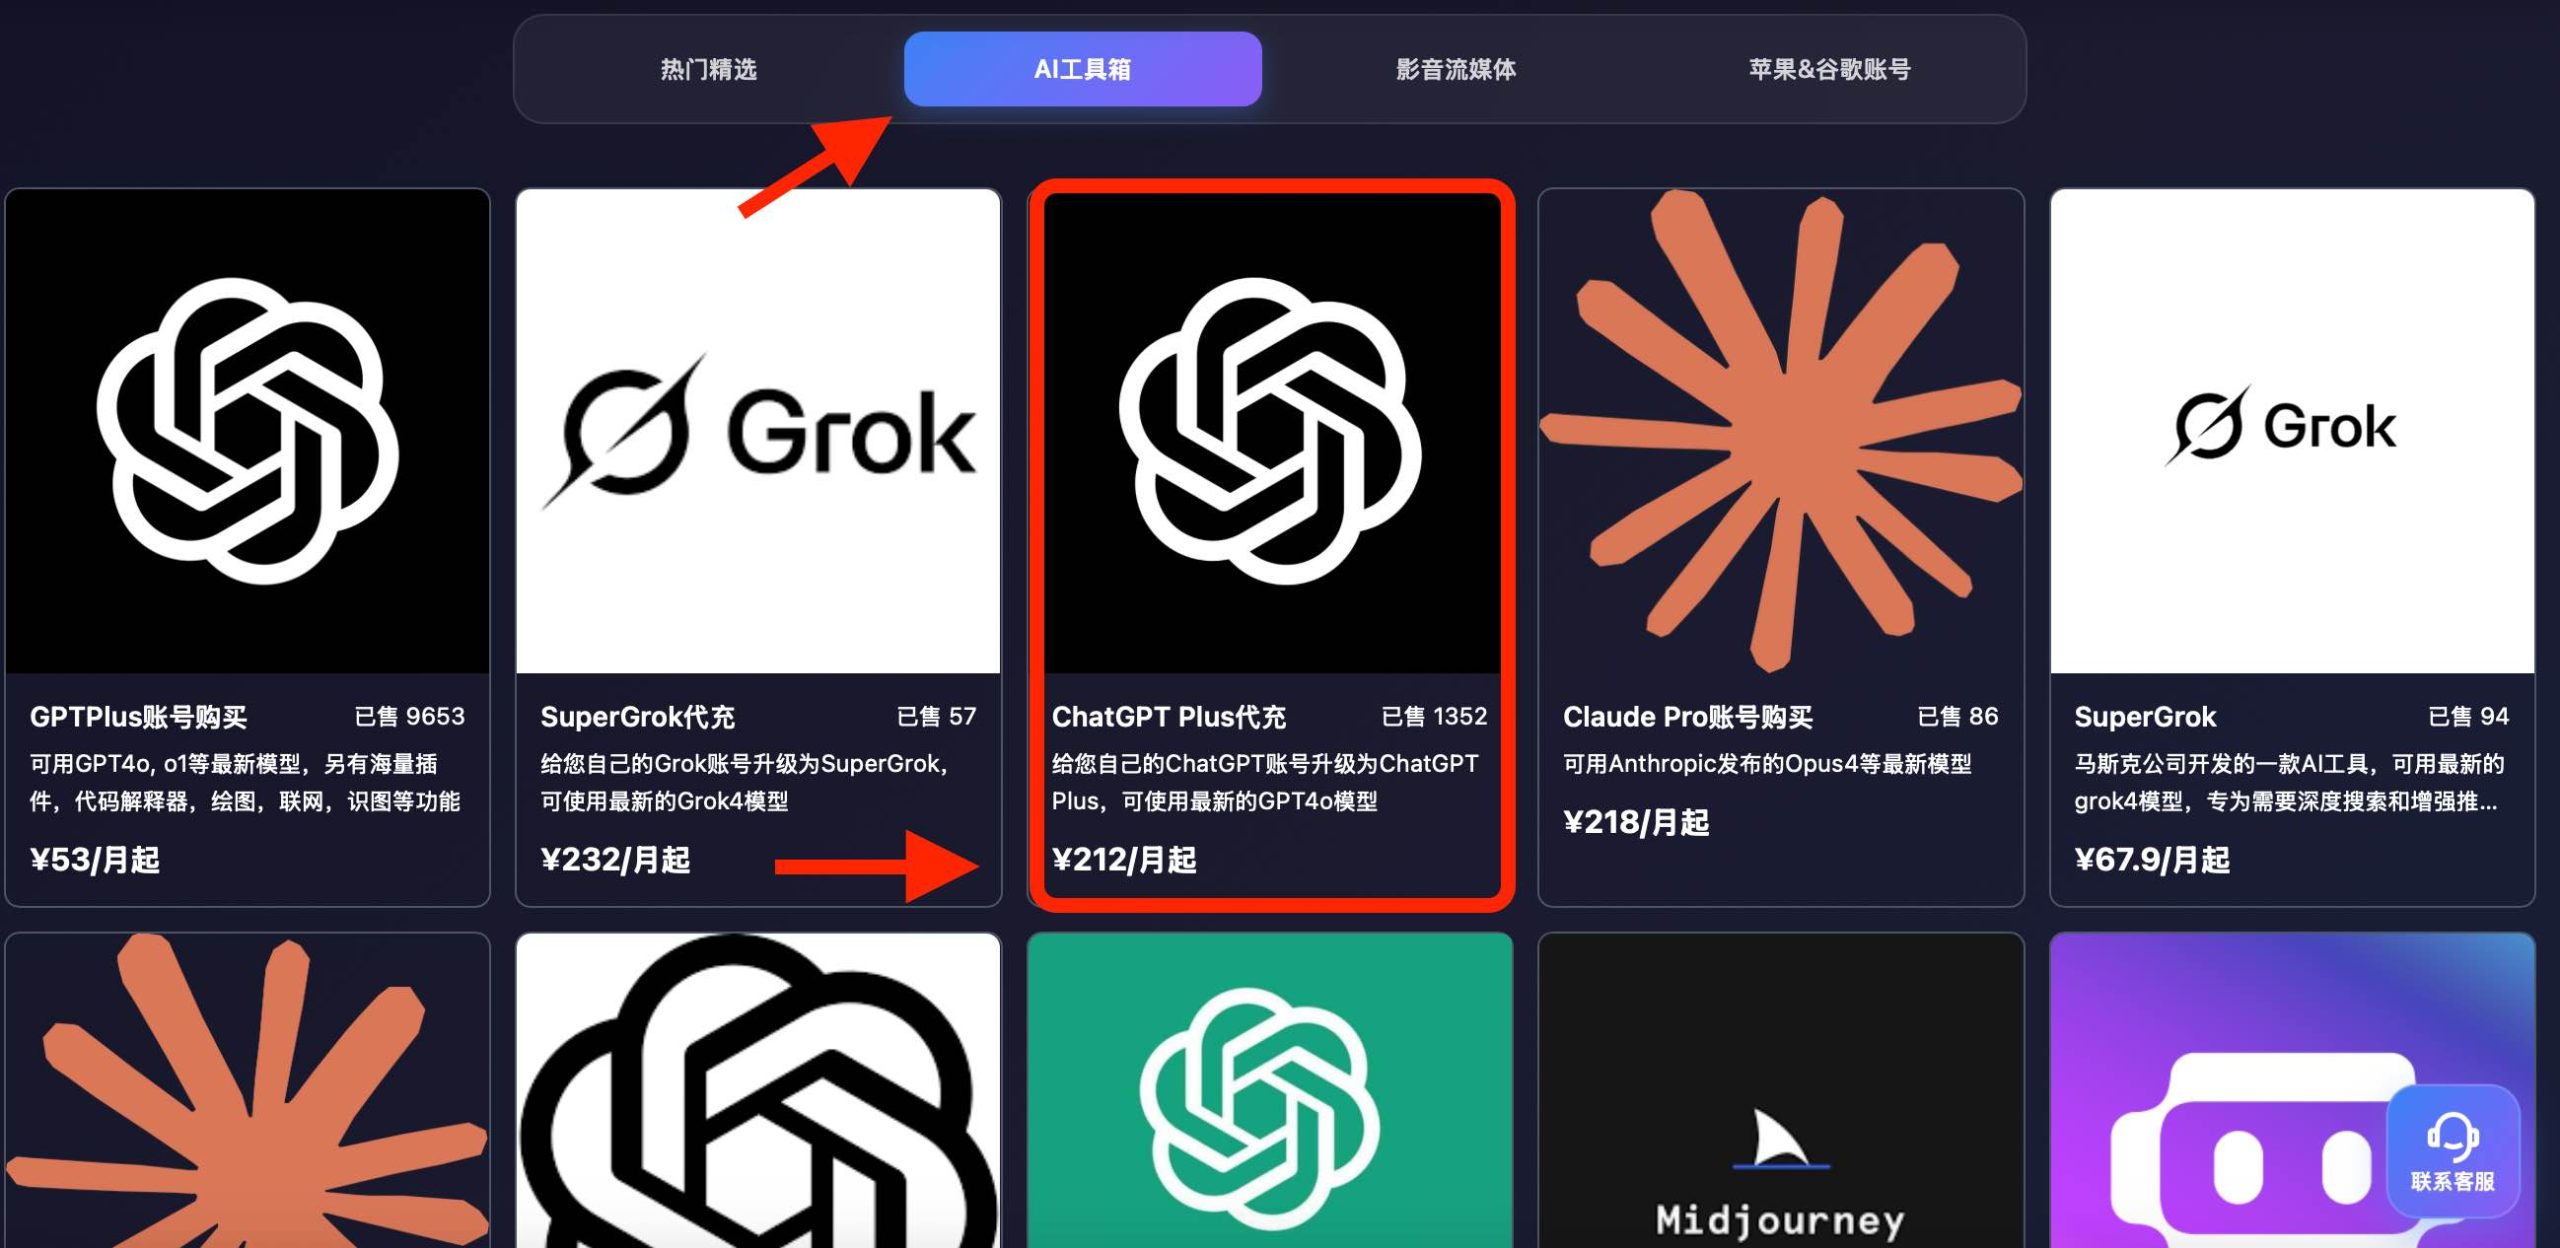 热门精选
AI工具箱
影音流媒体
苹果&谷歌账号
Grok
Grok
GPTPlus账号购买
已售 9653
可用GPT4o, o1等最新模型，另有海量插
件，代码解释器，绘图，联网，识图等功能
¥53/月起
SuperGrok代充
已售 57
给您自己的Grok账号升级为SuperGrok,
可使用最新的Grok4模型
¥232/月起
ChatGPT Plus代充
已售 1352
给您自己的ChatGPT账号升级为ChatGPT
Plus，可使用最新的GPT4o模型
¥212/月起
Claude Pro账号购买
已售 86
可用Anthropic发布的Opus4等最新模型
¥218/月起
SuperGrok
已售 94
马斯克公司开发的一款AI工具，可用最新的
grok4模型，专为需要深度搜索和增强推...
¥67.9/月起
Midjourney
联系客服